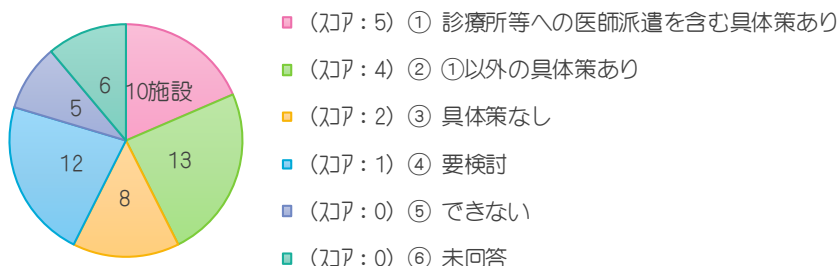 10施設
13
8
12
5
6
（ｽｺｱ：5）① 診療所等への医師派遣を含む具体策あり
（ｽｺｱ：4）② ①以外の具体策あり
（ｽｺｱ：2）③ 具体策なし
（ｽｺｱ：1）④ 要検討
（ｽｺｱ：0）⑤ できない
（ｽｺｱ：0）⑥ 未回答